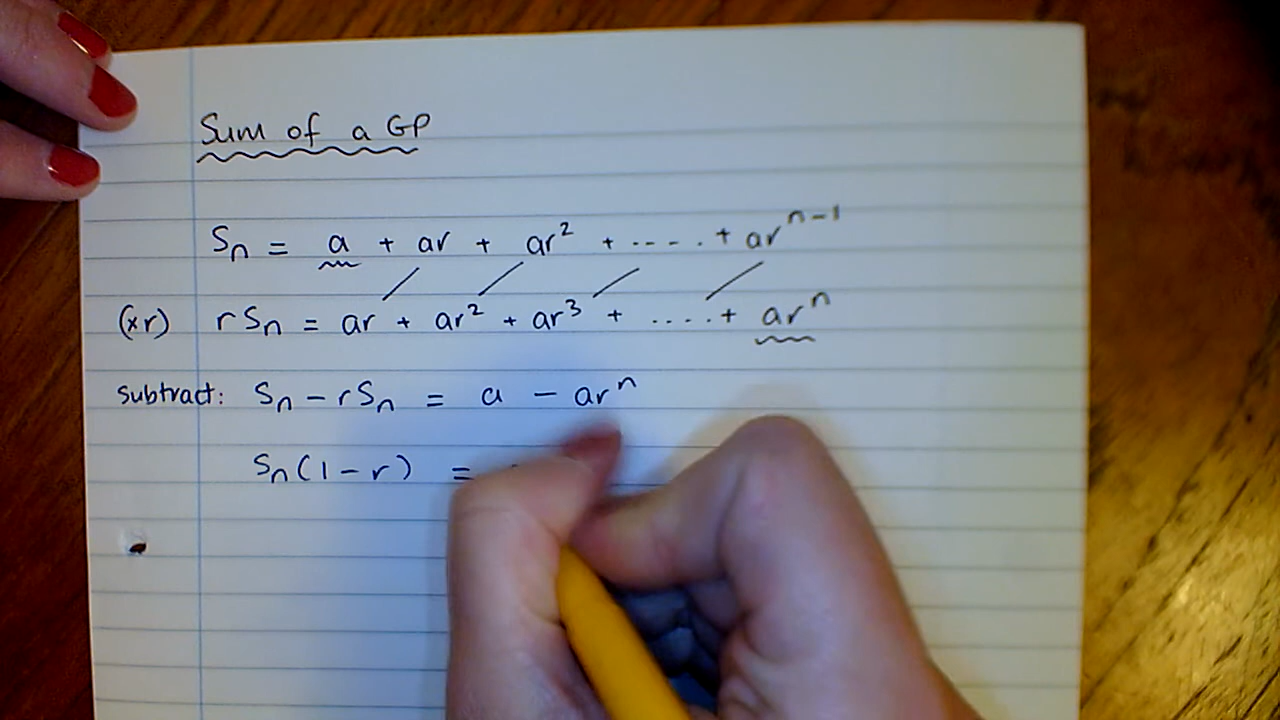 Sum of a GP
Sn = a + ar + ar² + ---- . + arⁿ⁻¹
(xr) rSn = ar + ar² + ar³ + ....+ arⁿ
Subtract: Sn - rSn = a - arⁿ
Sn(1-r) =